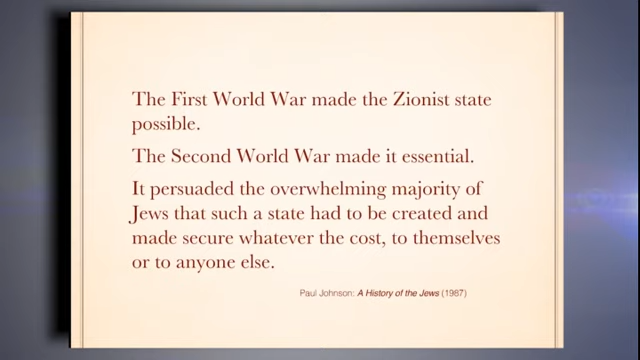 The First World War made the Zionist state
possible.
The Second World War made it essential.
It persuaded the overwhelming majority of
Jews that such a state had to be created and
made secure whatever the cost, to themselves
or to anyone else.
Paul Johnson: A History of the Jews (1987)